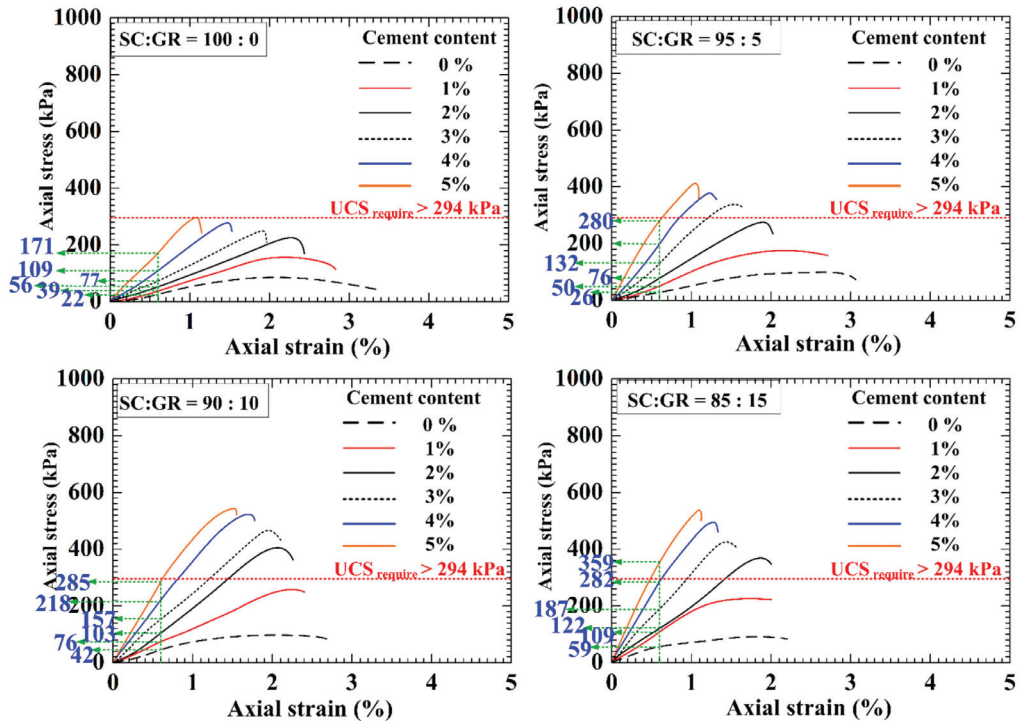 SC:GR = 100 : 0
Cement content
0 %
1%
2%
3%
4%
5%
UCS require > 294 kPa
1000
800
600
400
200
0
171
109
77
56
39
22
Axial stress (kPa)
0 1 2 3 4 5
Axial strain (%)
SC:GR = 95 : 5
Cement content
0 %
1%
2%
3%
4%
5%
UCS require > 294 kPa
1000
800
600
400
200
0
280
132
76
50
26
Axial stress (kPa)
0 1 2 3 4 5
Axial strain (%)
SC:GR = 90 : 10
Cement content
0 %
1%
2%
3%
4%
5%
UCS require > 294 kPa
1000
800
600
400
200
0
285
218
157
103
76
42
Axial stress (kPa)
0 1 2 3 4 5
Axial strain (%)
SC:GR = 85 : 15
Cement content
0 %
1%
2%
3%
4%
5%
UCS require > 294 kPa
1000
800
600
400
200
0
359
282
187
122
109
59
Axial stress (kPa)
0 1 2 3 4 5
Axial strain (%)